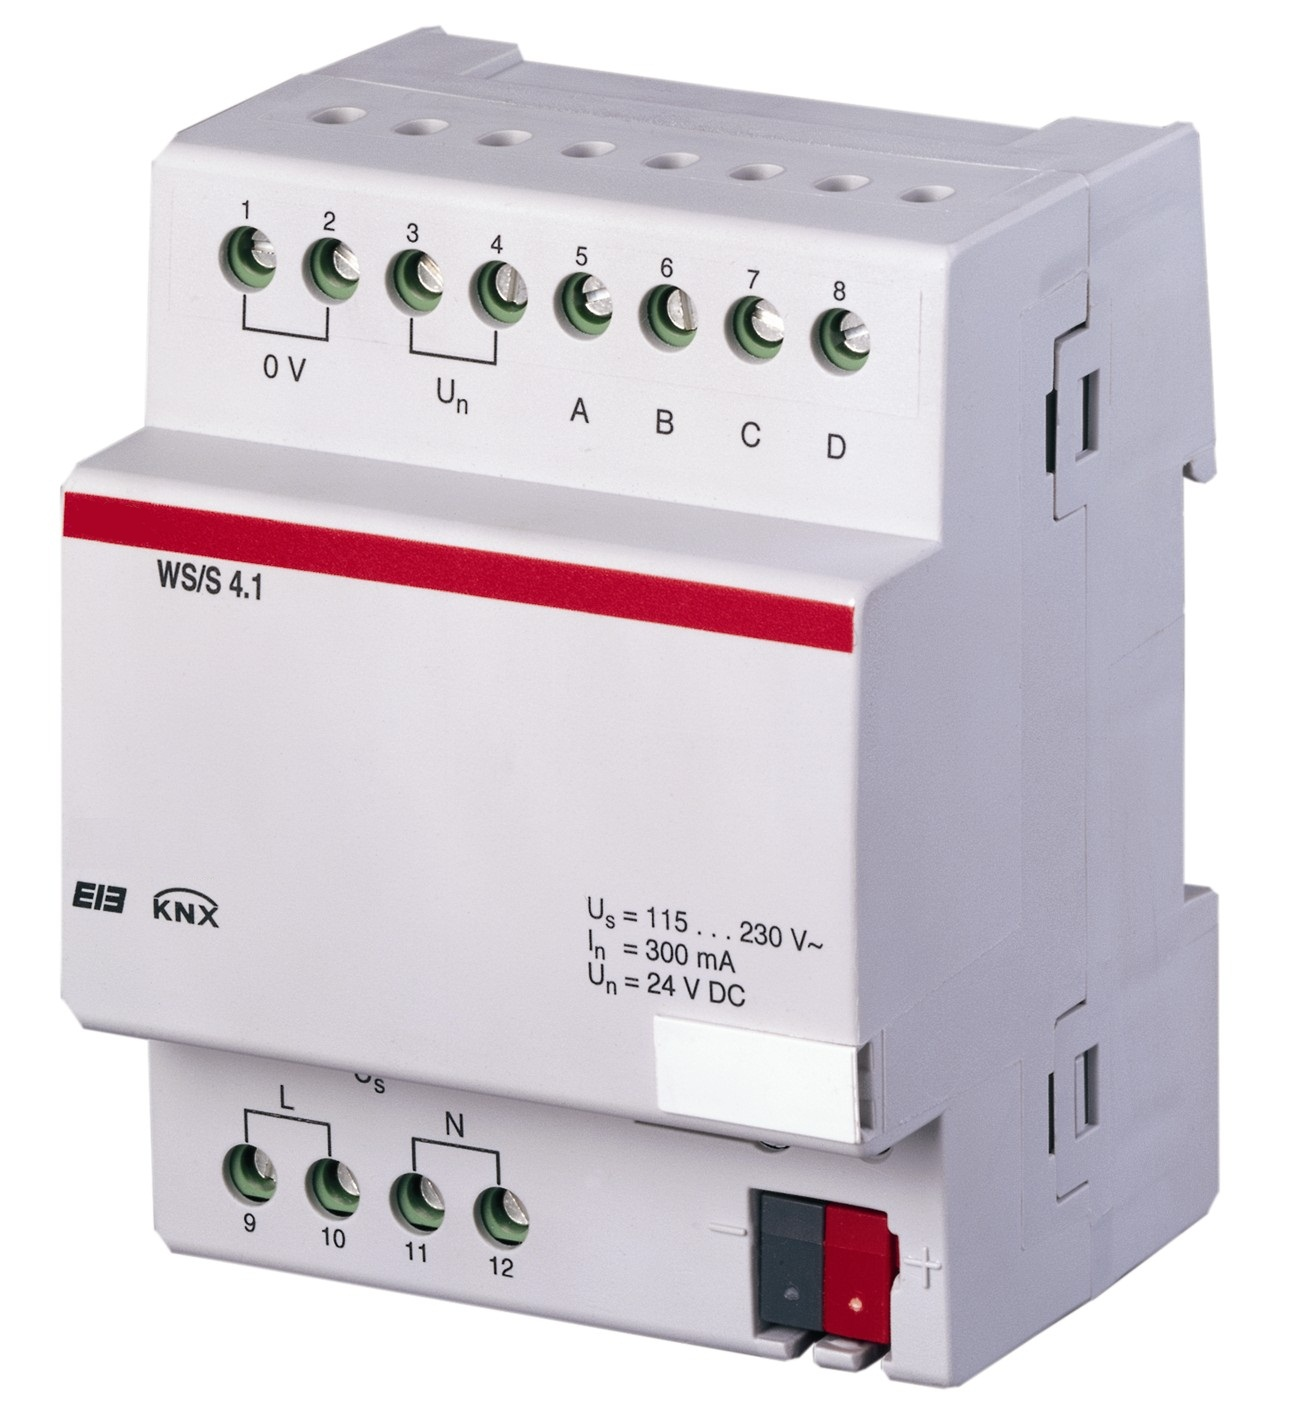 1 2 3 4 5 6 7 8
0 V Un A B C D
WS/S 4.1
EIB KNX
Us = 115 . . . 230 V~
In = 300 mA
Un = 24 V DC
Us
L N
9 10 11 12
− +